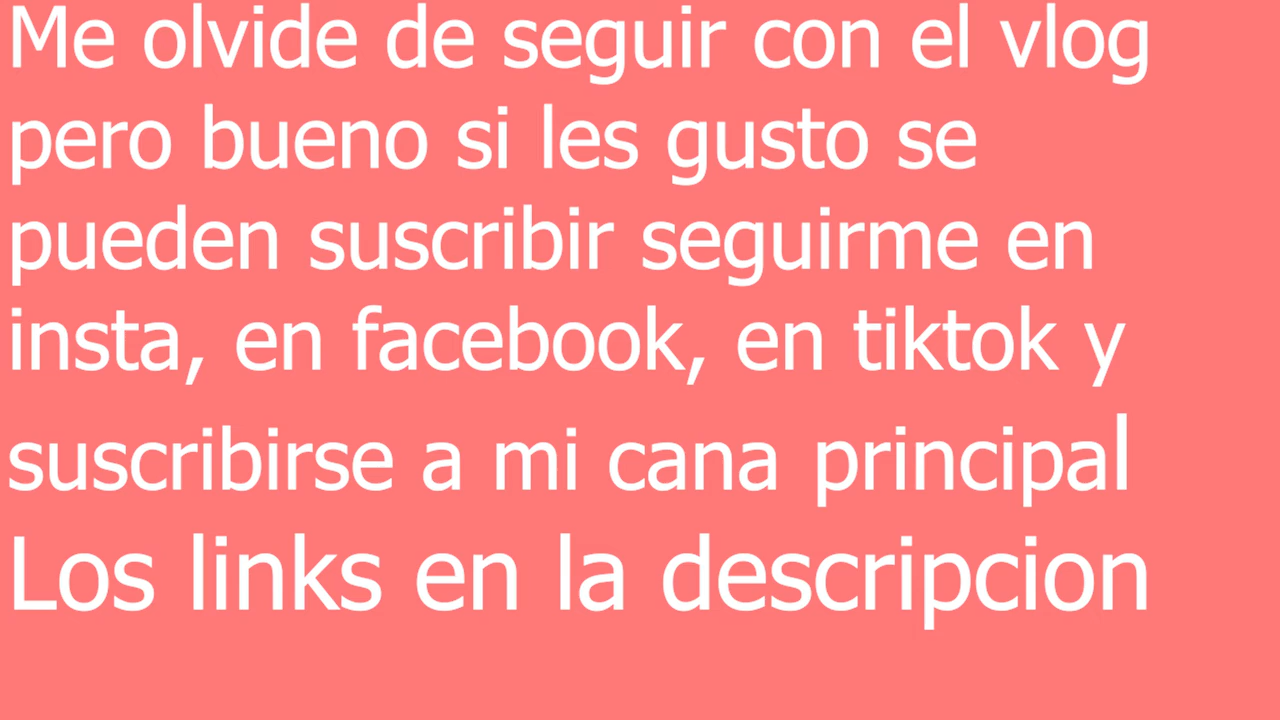 Me olvide de seguir con el vlog
pero bueno si les gusto se
pueden suscribir seguirme en
insta, en facebook, en tiktok y
suscribirse a mi cana principal
Los links en la descripcion